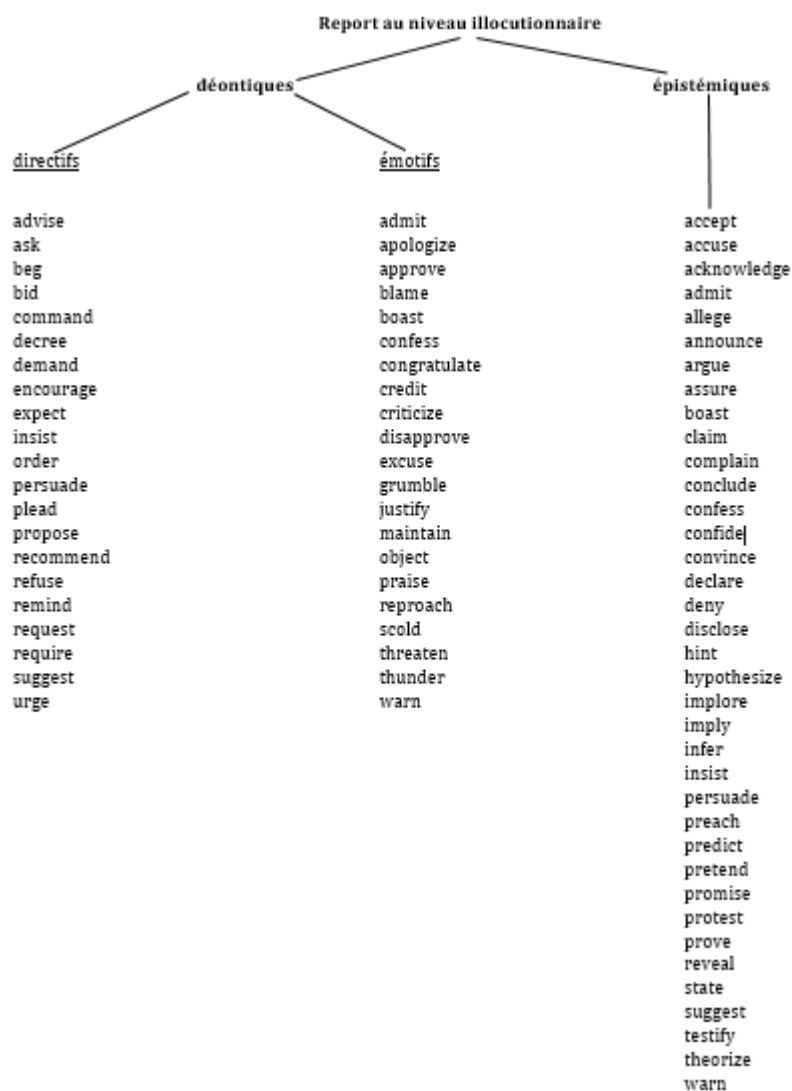 Report au niveau illocutionnaire
déontiques
épistémiques
directifs
advise
ask
beg
bid
command
decree
demand
encourage
expect
insist
order
persuade
plead
propose
recommend
refuse
remind
request
require
suggest
urge
émotifs
admit
apologize
approve
blame
boast
confess
congratulate
credit
criticize
disapprove
excuse
grumble
justify
maintain
object
praise
reproach
scold
threaten
thunder
warn
accept
accuse
acknowledge
admit
allege
announce
argue
assure
boast
claim
complain
conclude
confess
confide
convince
declare
deny
disclose
hint
hypothesize
implore
imply
infer
insist
persuade
preach
predict
pretend
promise
protest
prove
reveal
state
suggest
testify
theorize
warn